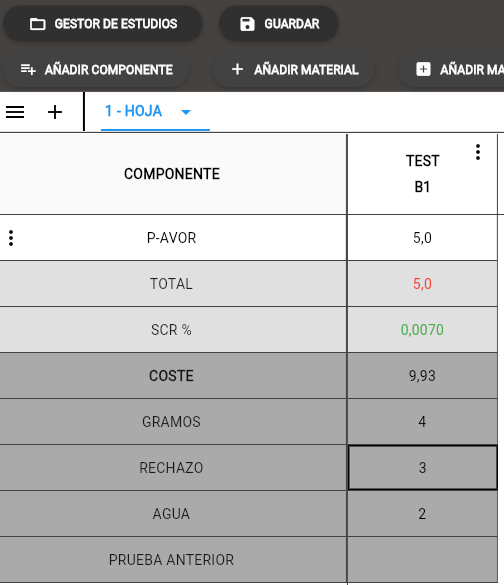 GESTOR DE ESTUDIOS GUARDAR
AÑADIR COMPONENTE AÑADIR MATERIAL AÑADIR MA
1 - HOJA
COMPONENTE TEST
B1
P-AVOR 5,0
TOTAL 5,0
SCR % 0,0070
COSTE 9,93
GRAMOS 4
RECHAZO 3
AGUA 2
PRUEBA ANTERIOR